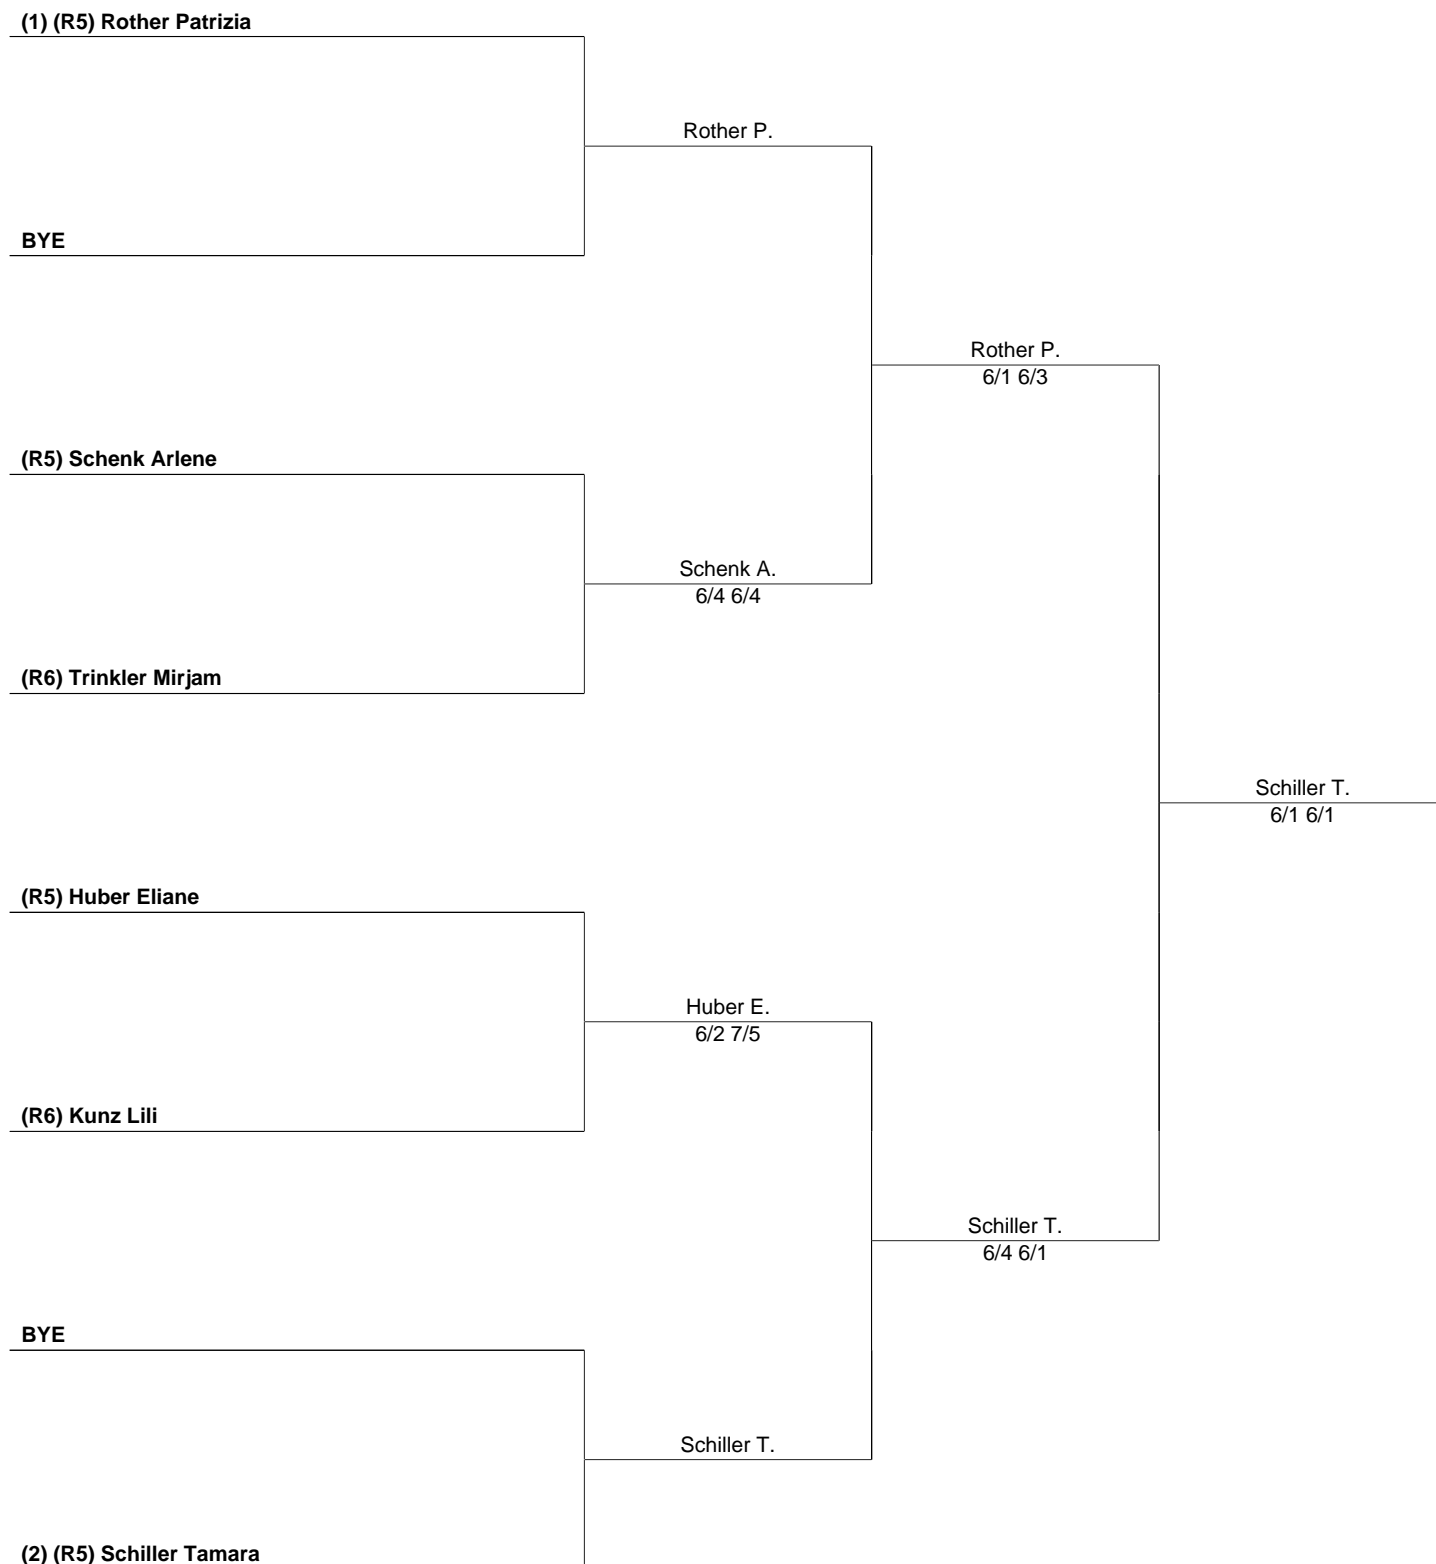 (1) (R5) Rother Patrizia
Rother P.
BYE
Rother P.
6/1 6/3
(R5) Schenk Arlene
Schenk A.
6/4 6/4
(R6) Trinkler Mirjam
Schiller T.
6/1 6/1
(R5) Huber Eliane
Huber E.
6/2 7/5
(R6) Kunz Lili
Schiller T.
6/4 6/1
BYE
Schiller T.
(2) (R5) Schiller Tamara